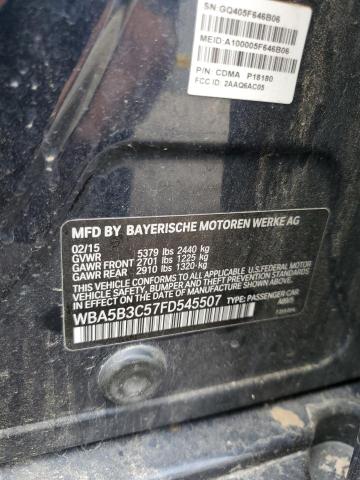 SN:GQ405F646B06
MEID:A100005F646B06
P/N: CDMA P18180
FCC ID: 2AAQ6AC05
MFD BY BAYERISCHE MOTOREN WERKE AG
02/15
GVWR 5379 lbs 2440 kg
GAWR FRONT 2701 lbs 1225 kg
GAWR REAR 2910 lbs 1320 kg
THIS VEHICLE CONFORMS TO ALL APPLICABLE U.S.FEDERAL MOTOR
VEHICLE SAFETY, BUMPER, AND THEFT PREVENTION STANDARDS IN
EFFECT ON THE DATE OF MANUFACTURE SHOWN ABOVE.
WBA5B3C57FD545507 TYPE: PASSENGER CAR